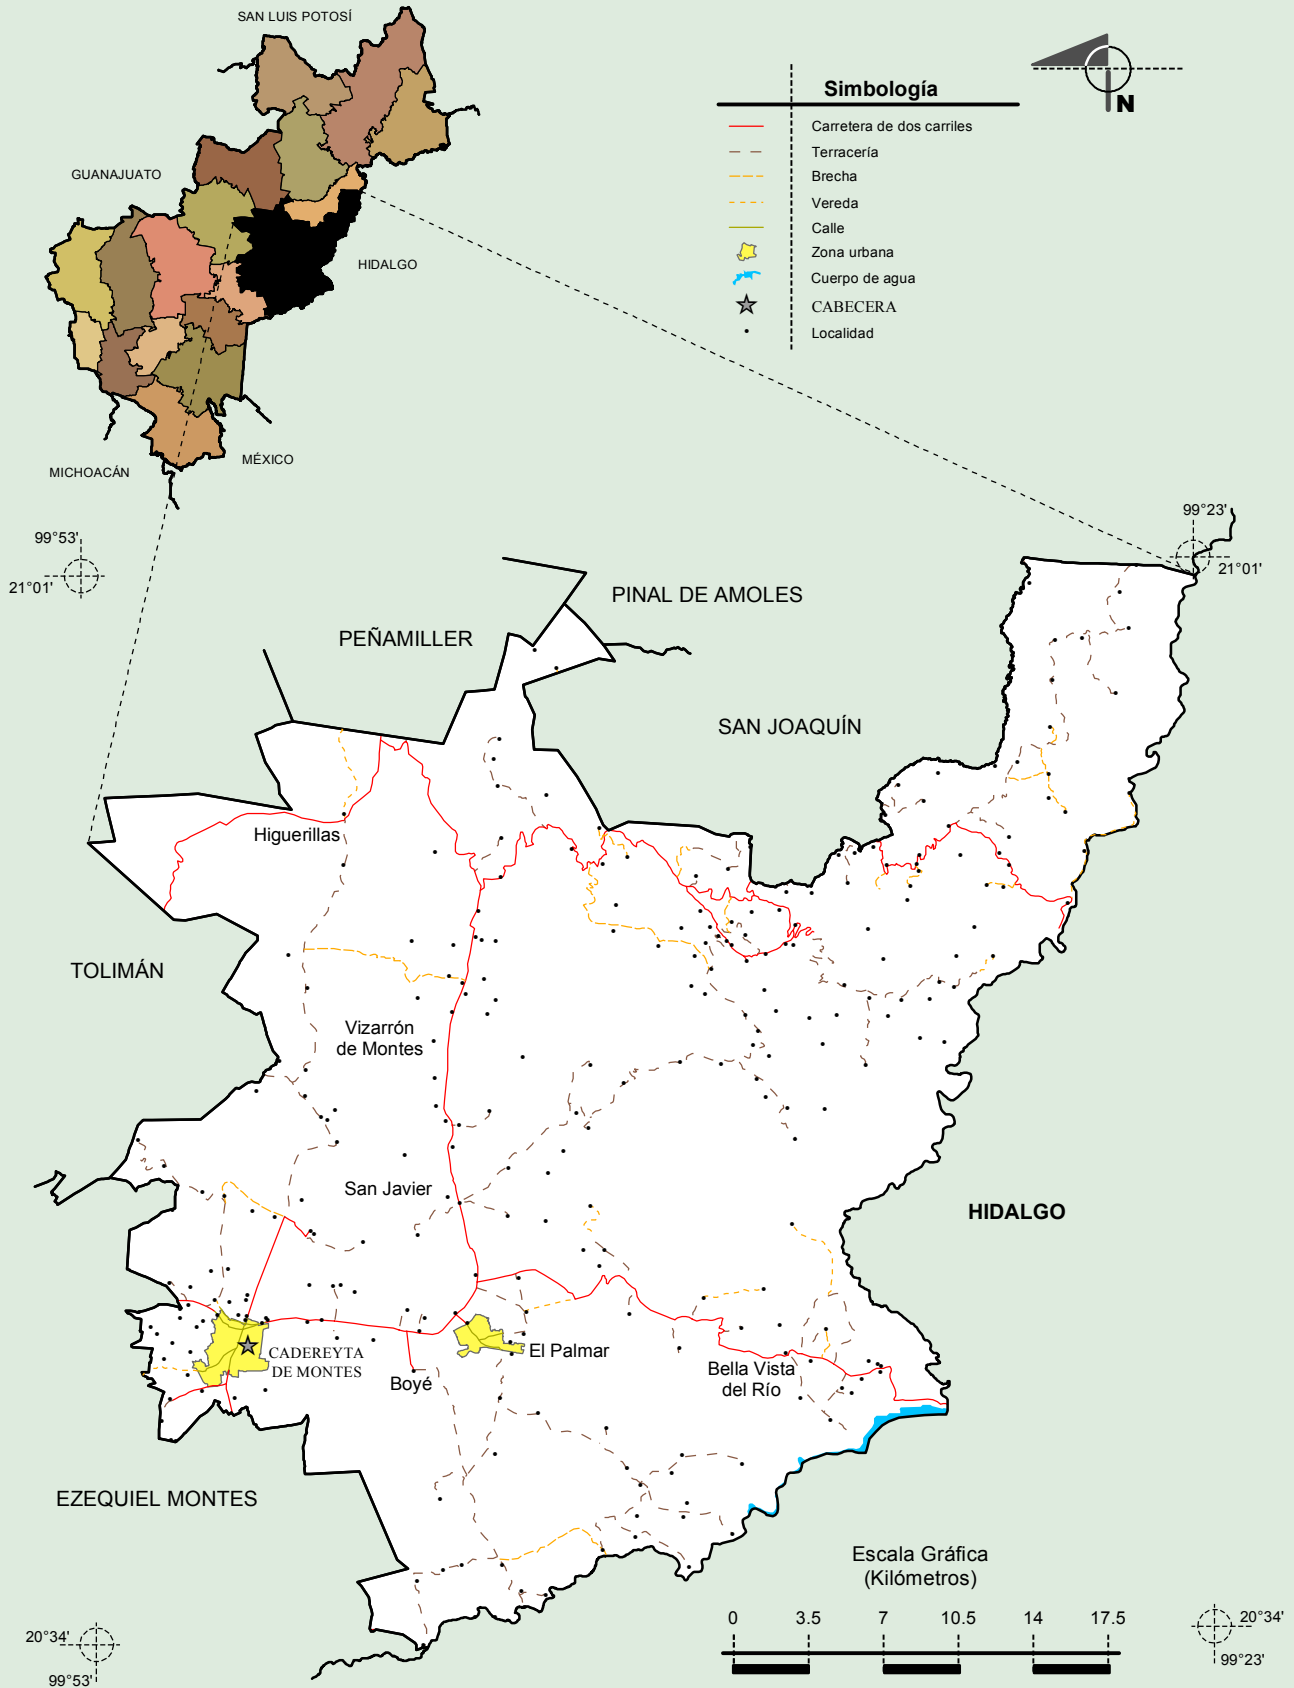 SAN LUIS POTOSÍ
GUANAJUATO
HIDALGO
MICHOACÁN
MÉXICO
N
Simbología
Carretera de dos carriles
Terracería
Brecha
Vereda
Calle
Zona urbana
Cuerpo de agua
CABECERA
Localidad
99°53'
21°01'
99°23'
21°01'
PINAL DE AMOLES
PEÑAMILLER
SAN JOAQUÍN
Higuerillas
TOLIMÁN
Vizarrón
de Montes
San Javier
HIDALGO
CADEREYTA
DE MONTES
El Palmar
Boyé
Bella Vista
del Río
EZEQUIEL MONTES
Escala Gráfica
(Kilómetros)
0 3.5 7 10.5 14 17.5
20°34'
99°53'
20°34'
99°23'